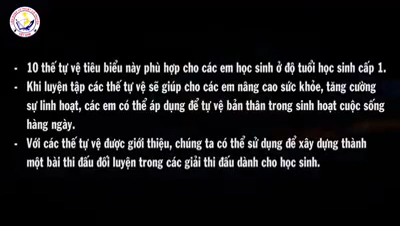 - 10 thế tự vệ tiêu biểu này phù hợp cho các em học sinh ở độ tuổi học sinh cấp 1.
- Khi luyện tập các thế tự vệ sẽ giúp cho các em nâng cao sức khỏe, tăng cường
sự linh hoạt, các em có thể áp dụng để tự vệ bản thân trong sinh hoạt cuộc sống
hàng ngày.
- Với các thế tự vệ được giới thiệu, chúng ta có thể sử dụng để xây dựng thành
một bài thi đấu đối luyện trong các giải thi đấu dành cho học sinh.